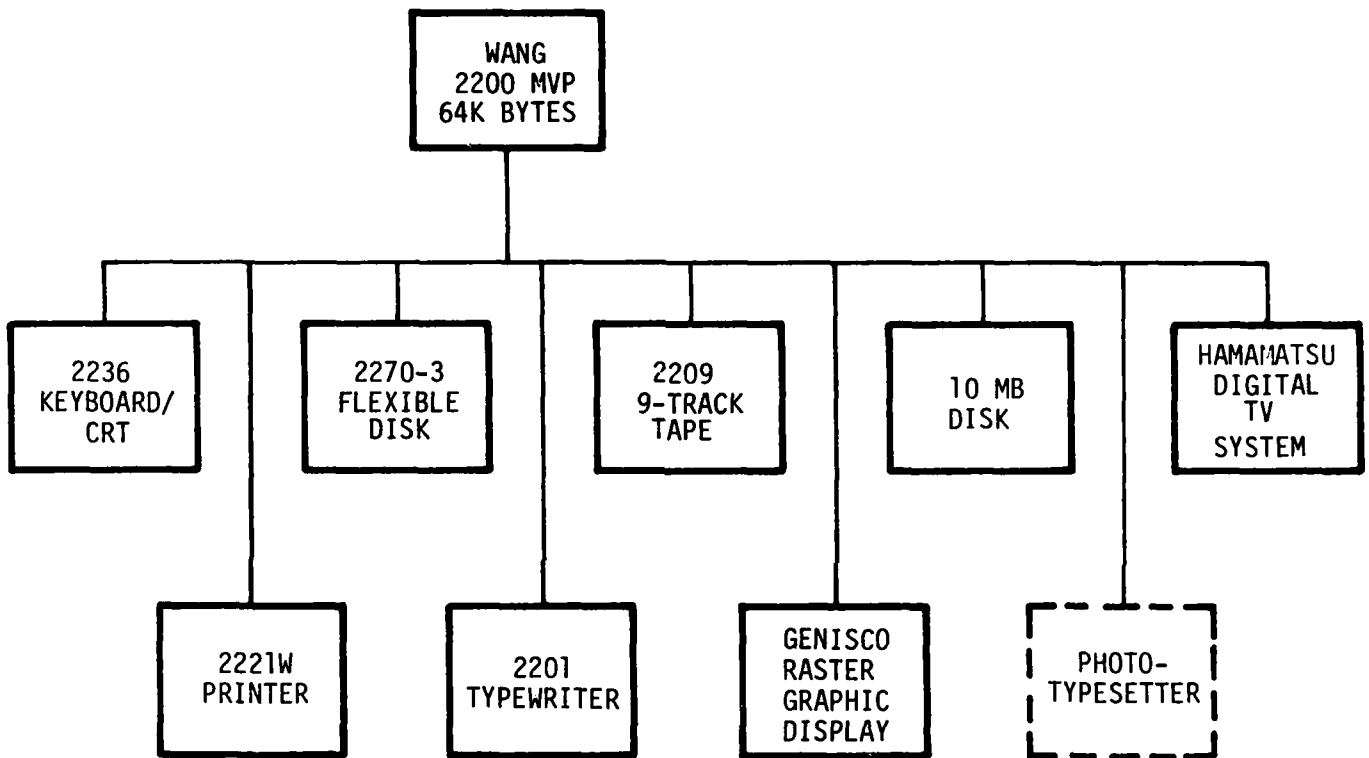 WANG
2200 MVP
64K BYTES
2236
KEYBOARD/
CRT
2270-3
FLEXIBLE
DISK
2209
9-TRACK
TAPE
10 MB
DISK
HAMAMATSU
DIGITAL
TV
SYSTEM
2221W
PRINTER
2201
TYPEWRITER
GENISCO
RASTER
GRAPHIC
DISPLAY
PHOTO-
TYPESETTER